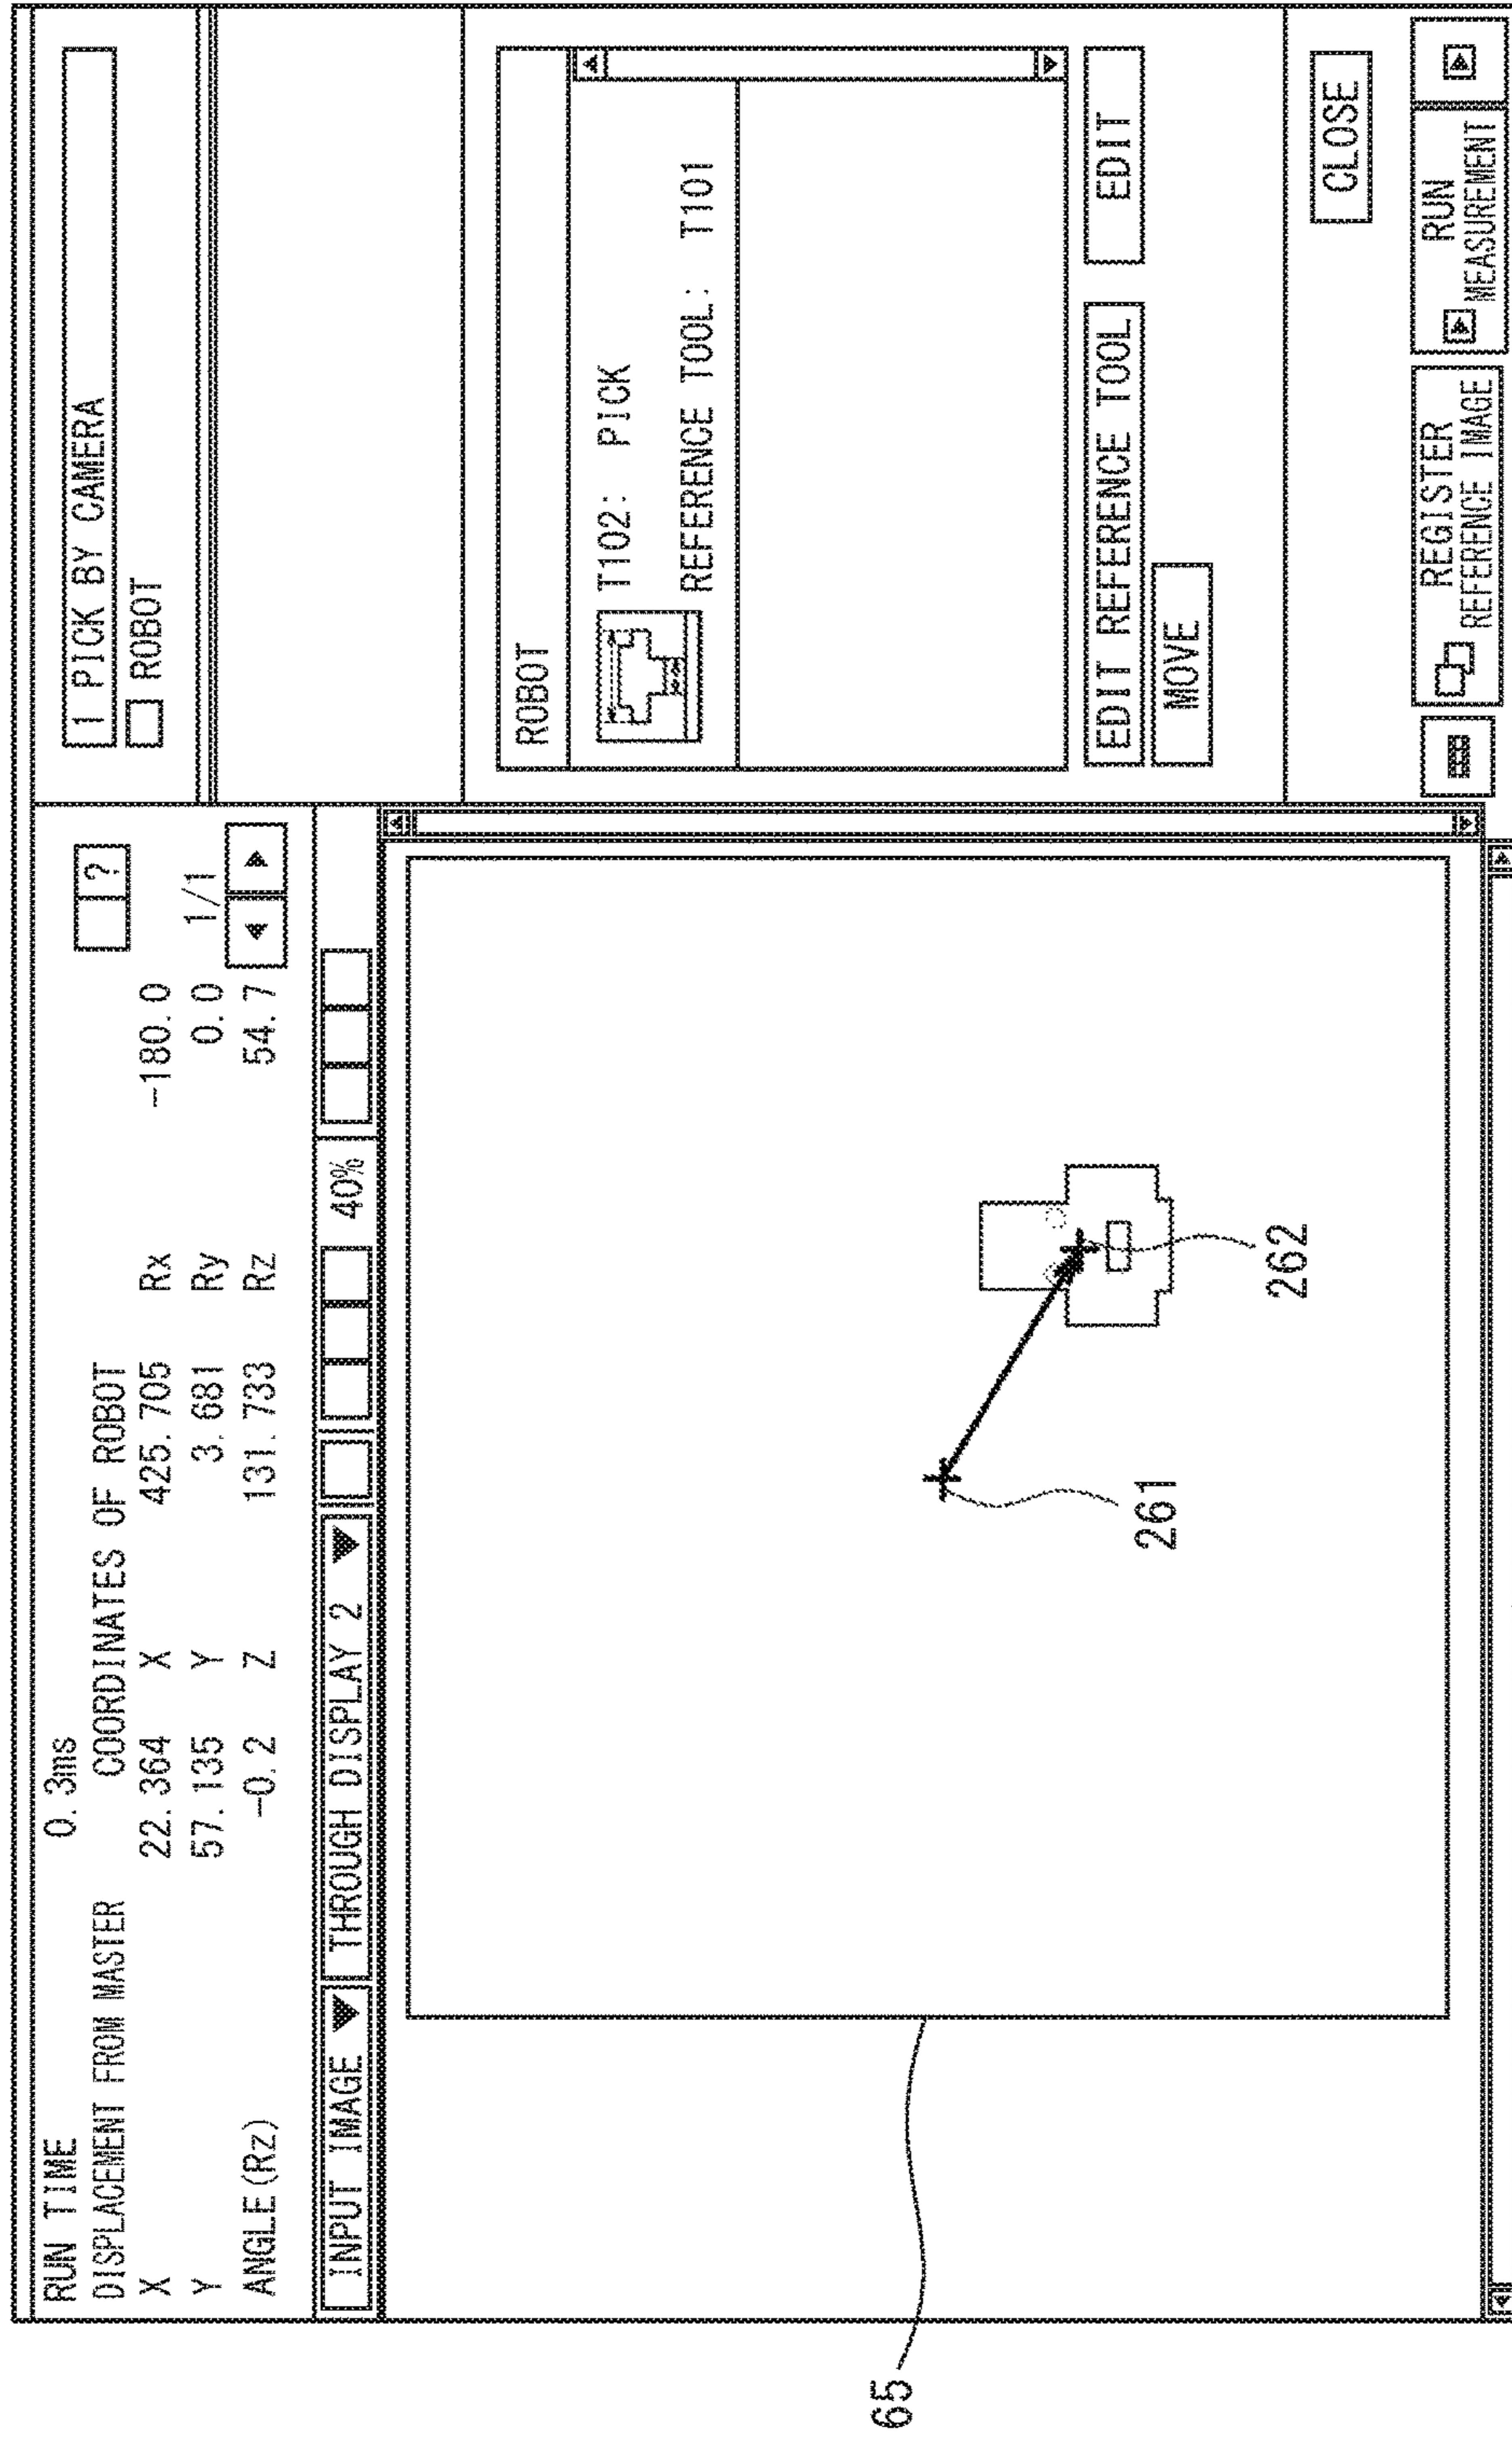 RUN TIME 0.3ms ?
DISPLACEMENT FROM MASTER COORDINATES OF ROBOT
X 22.364 X 425.705 Rx -180.0
Y 57.135 Y 3.681 Ry 0.0 1/1
ANGLE(Rz) -0.2 Z 131.733 Rz 54.7
INPUT IMAGE THROUGH DISPLAY 2 40%
65
261
262
1 PICK BY CAMERA
ROBOT
ROBOT
T102: PICK
REFERENCE TOOL: T101
EDIT REFERENCE TOOL EDIT
MOVE
CLOSE
REGISTER
REFERENCE IMAGE
RUN
MEASUREMENT